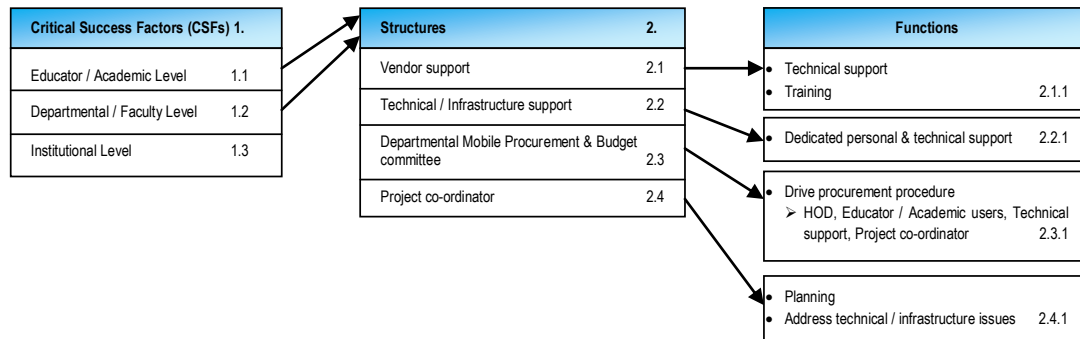 Critical Success Factors (CSFs) 1.
Educator / Academic Level 1.1
Departmental / Faculty Level 1.2
Institutional Level 1.3
Structures 2.
Vendor support 2.1
Technical / Infrastructure support 2.2
Departmental Mobile Procurement & Budget
committee 2.3
Project co-ordinator 2.4
Functions
• Technical support
• Training 2.1.1
• Dedicated personal & technical support 2.2.1
• Drive procurement procedure
➢ HOD, Educator / Academic users, Technical
support, Project co-ordinator 2.3.1
• Planning
• Address technical / infrastructure issues 2.4.1